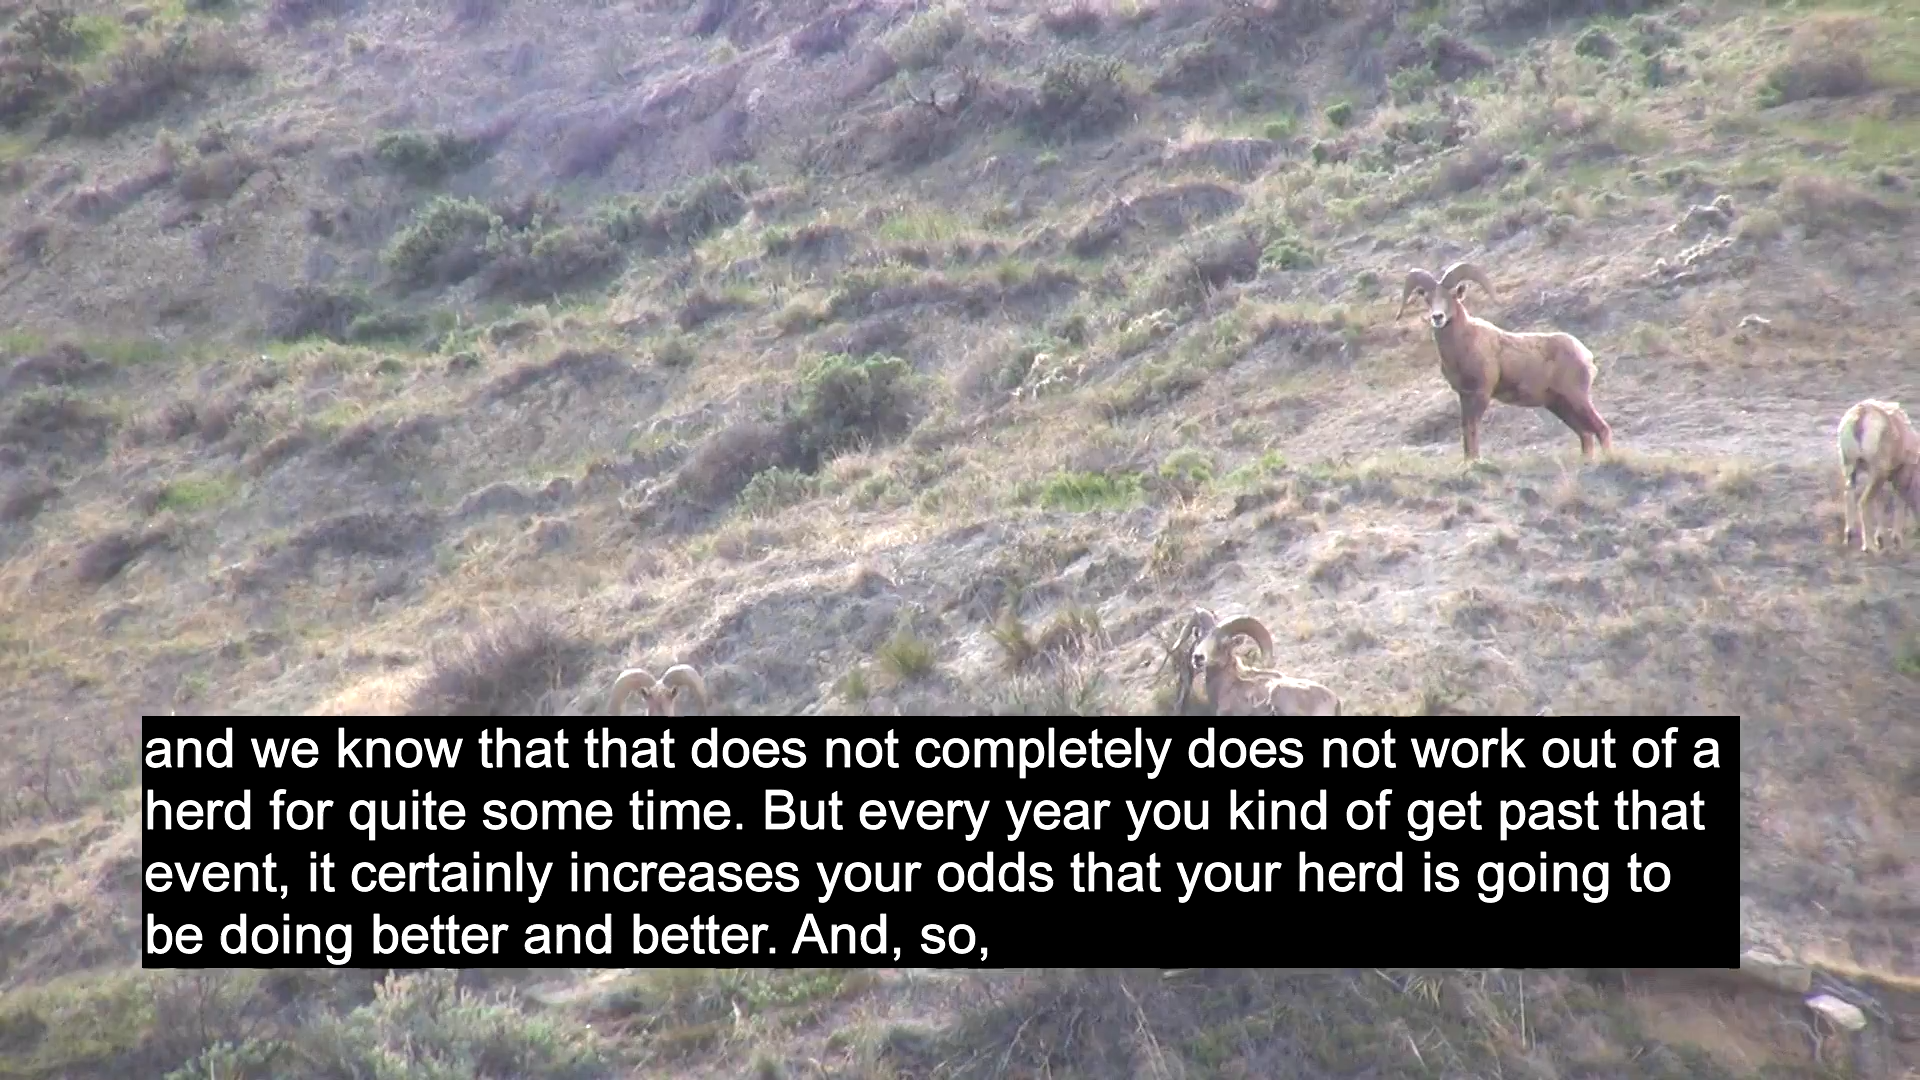 and we know that that does not completely does not work out of a
herd for quite some time. But every year you kind of get past that
event, it certainly increases your odds that your herd is going to
be doing better and better. And, so,